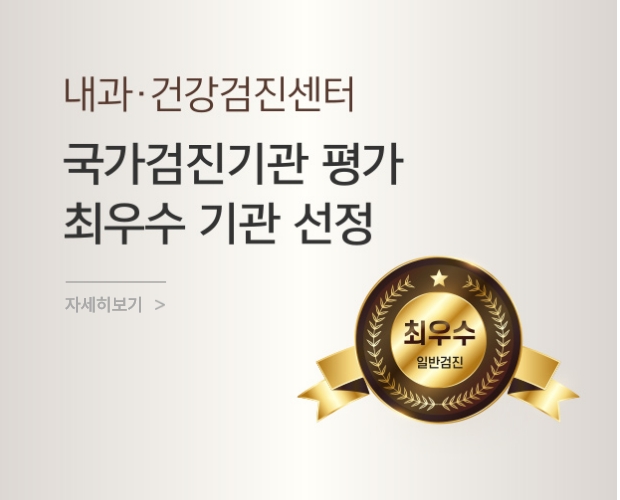 내과·건강검진센터
국가검진기관 평가
최우수 기관 선정
자세히보기 >
최우수
일반검진